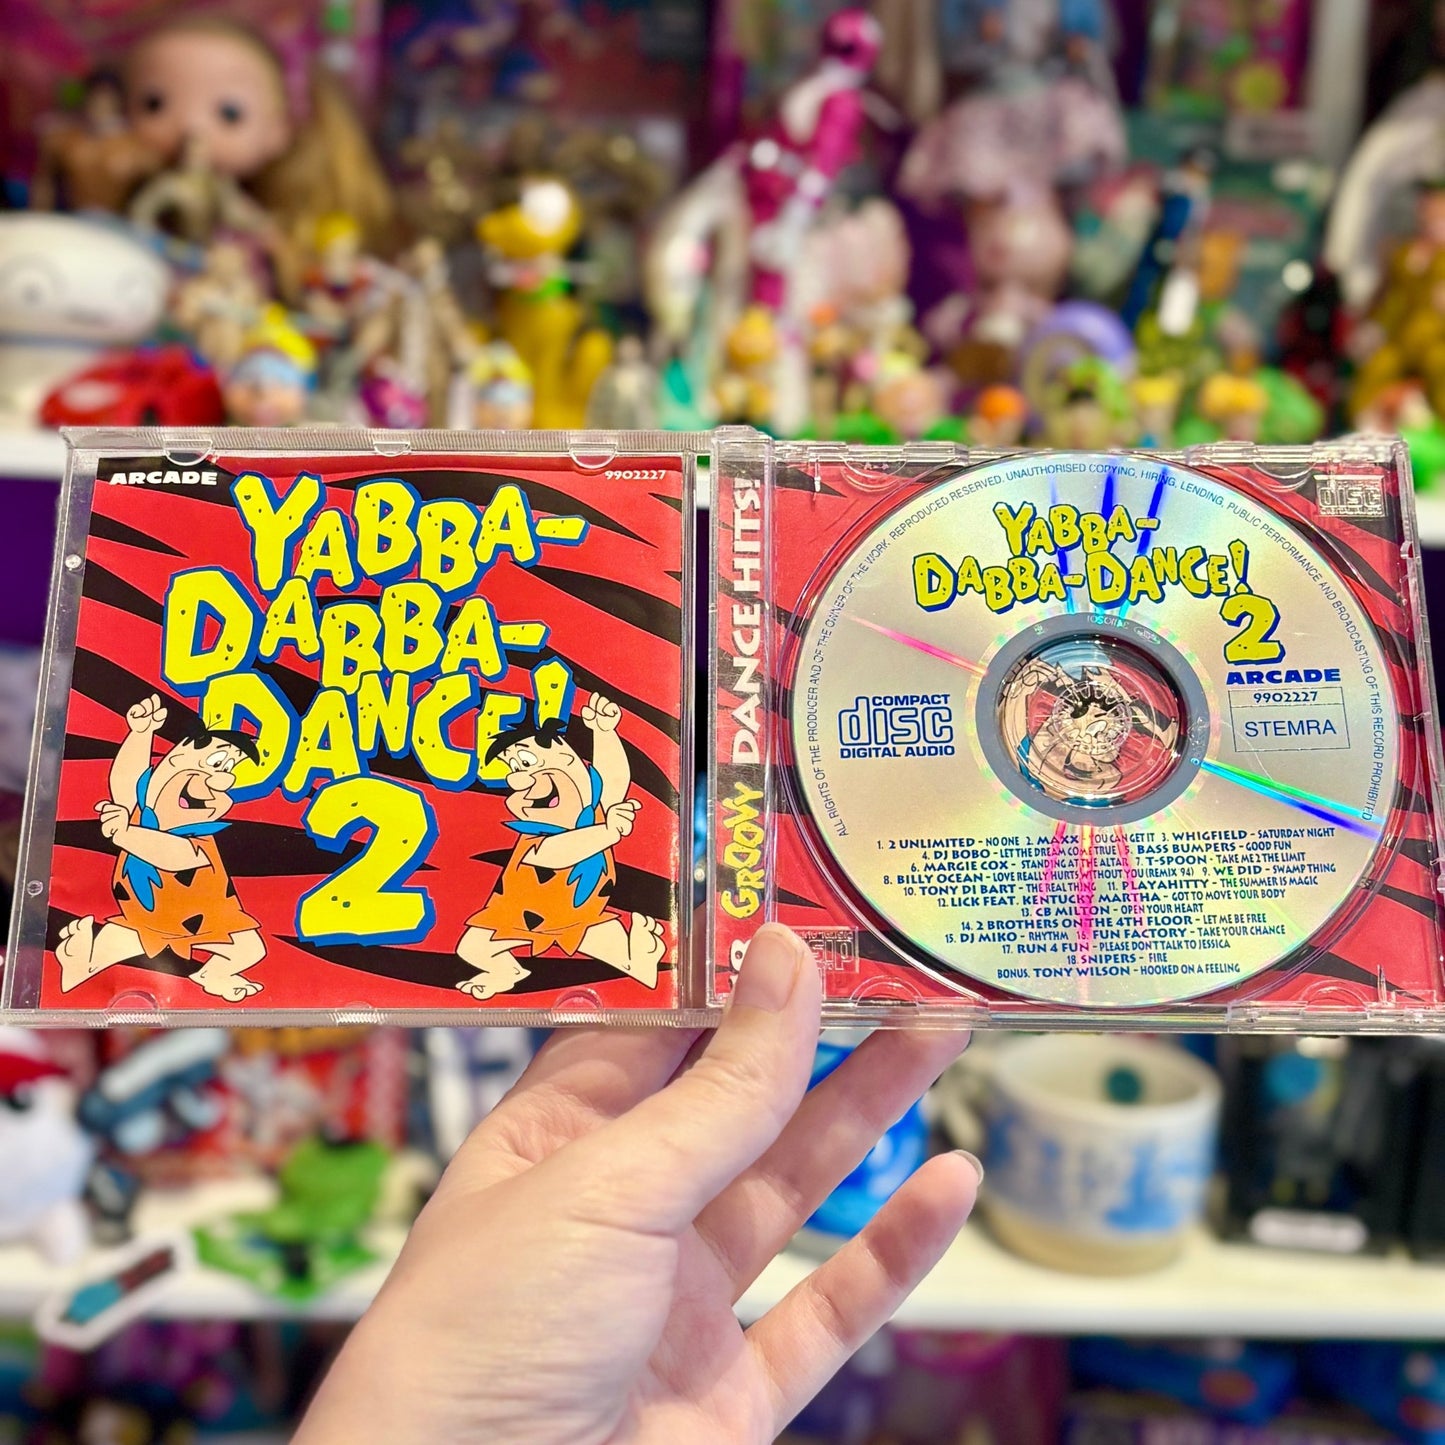 ARCADE
9902227
YABBA-
DABBA-
DANCE!
2
GROOVY DANCE HITS!
ALL RIGHTS OF THE PRODUCER AND OF THE OWNER OF THE WORK REPRODUCED RESERVED. UNAUTHORISED COPYING, HIRING, LENDING, PUBLIC PERFORMANCE AND BROADCASTING OF THIS RECORD PROHIBITED
YABBA-
DABBA-DANCE!
2
ARCADE
9902227
STEMRA
COMPACT
disc
DIGITAL AUDIO
1. 2 UNLIMITED - NO ONE 2. MAXX - YOU CAN GET IT 3. WHIGFIELD - SATURDAY NIGHT
4. DJ BOBO - LET THE DREAM COME TRUE 5. BASS BUMPERS - GOOD FUN
6. MARGIE COX - STANDING AT THE ALTAR 7. T-SPOON - TAKE ME 2 THE LIMIT
8. BILLY OCEAN - LOVE REALLY HURTS WITHOUT YOU (REMIX 94) 9. WE DID - SWAMP THING
10. TONY DI BART - THE REAL THING 11. PLAYAHITTY - THE SUMMER IS MAGIC
12. LICK FEAT. KENTUCKY MARTHA - GOT TO MOVE YOUR BODY
13. CB MILTON - OPEN YOUR HEART
14. 2 BROTHERS ON THE 4TH FLOOR - LET ME BE FREE
15. DJ MIKO - RHYTHM 16. FUN FACTORY - TAKE YOUR CHANCE
17. RUN 4 FUN - PLEASE DON'T TALK TO JESSICA
18. SNIPERS - FIRE
BONUS. TONY WILSON - HOOKED ON A FEELING
disc